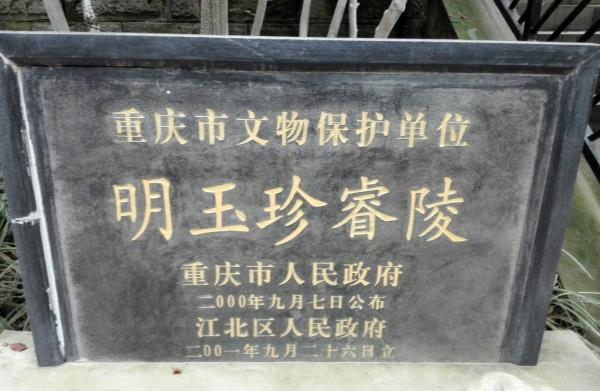 重庆市文物保护单位
明玉珍睿陵
重庆市人民政府
二000年九月七日公布
江北区人民政府
二00一年九月二十六日立